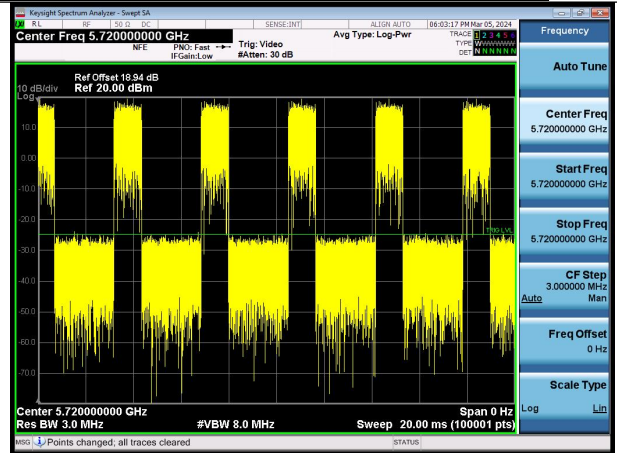 Keysight Spectrum Analyzer - Swept SA
RL RF 50 Ω DC SENSE:INT ALIGN AUTO 06:03:17 PM Mar 05, 2024
Center Freq 5.720000000 GHz
NFE PNO: Fast Trig: Video Avg Type: Log-Pwr TRACE 1 2 3 4 5 6
IFGain:Low #Atten: 30 dB TYPE WWWWWW
DET N N N N N N
Frequency
Auto Tune
Center Freq
5.720000000 GHz
Start Freq
5.720000000 GHz
Stop Freq
5.720000000 GHz
CF Step
3.000000 MHz
Auto Man
Freq Offset
0 Hz
Scale Type
Log Lin
Ref Offset 18.94 dB
10 dB/div Ref 20.00 dBm
Log
10.0
0.00
-10.0
-20.0
TRIG LVL
-30.0
-40.0
-50.0
-60.0
-70.0
Center 5.720000000 GHz Span 0 Hz
Res BW 3.0 MHz #VBW 8.0 MHz Sweep 20.00 ms (100001 pts)
MSG Points changed; all traces cleared STATUS